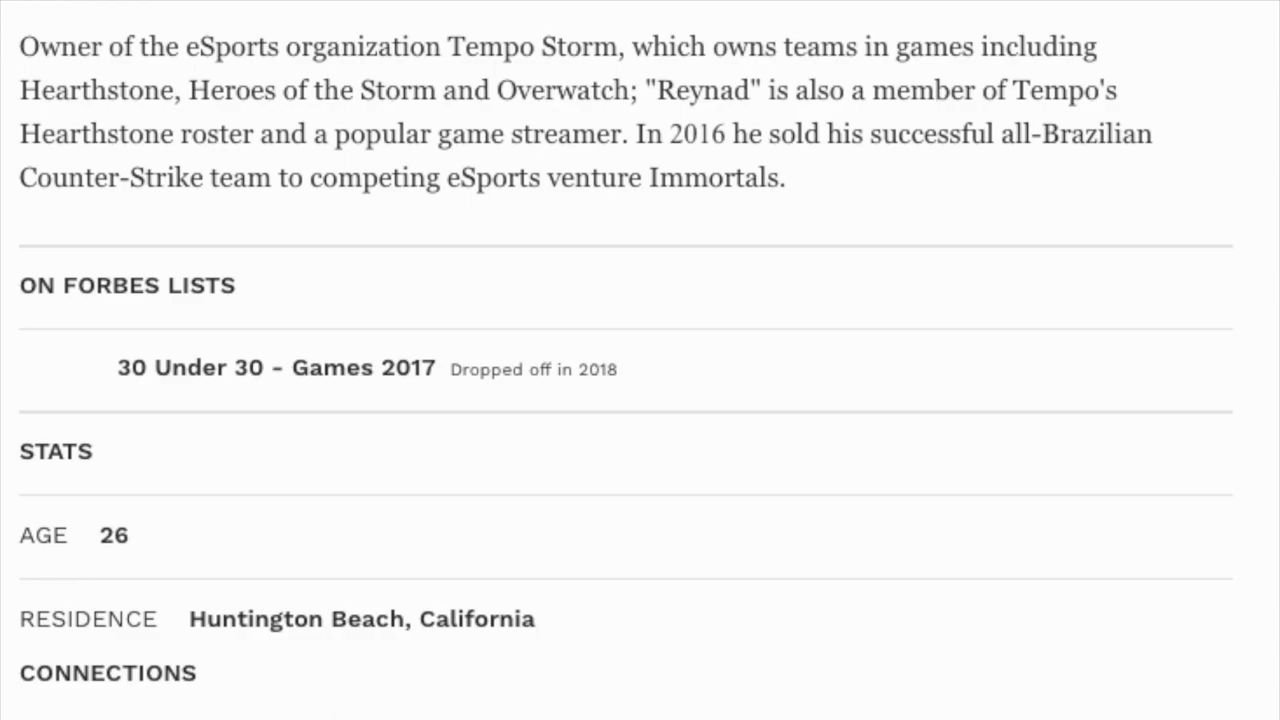 Owner of the eSports organization Tempo Storm, which owns teams in games including
Hearthstone, Heroes of the Storm and Overwatch; "Reynad" is also a member of Tempo's
Hearthstone roster and a popular game streamer. In 2016 he sold his successful all-Brazilian
Counter-Strike team to competing eSports venture Immortals.
ON FORBES LISTS
30 Under 30 - Games 2017 Dropped off in 2018
STATS
AGE 26
RESIDENCE Huntington Beach, California
CONNECTIONS